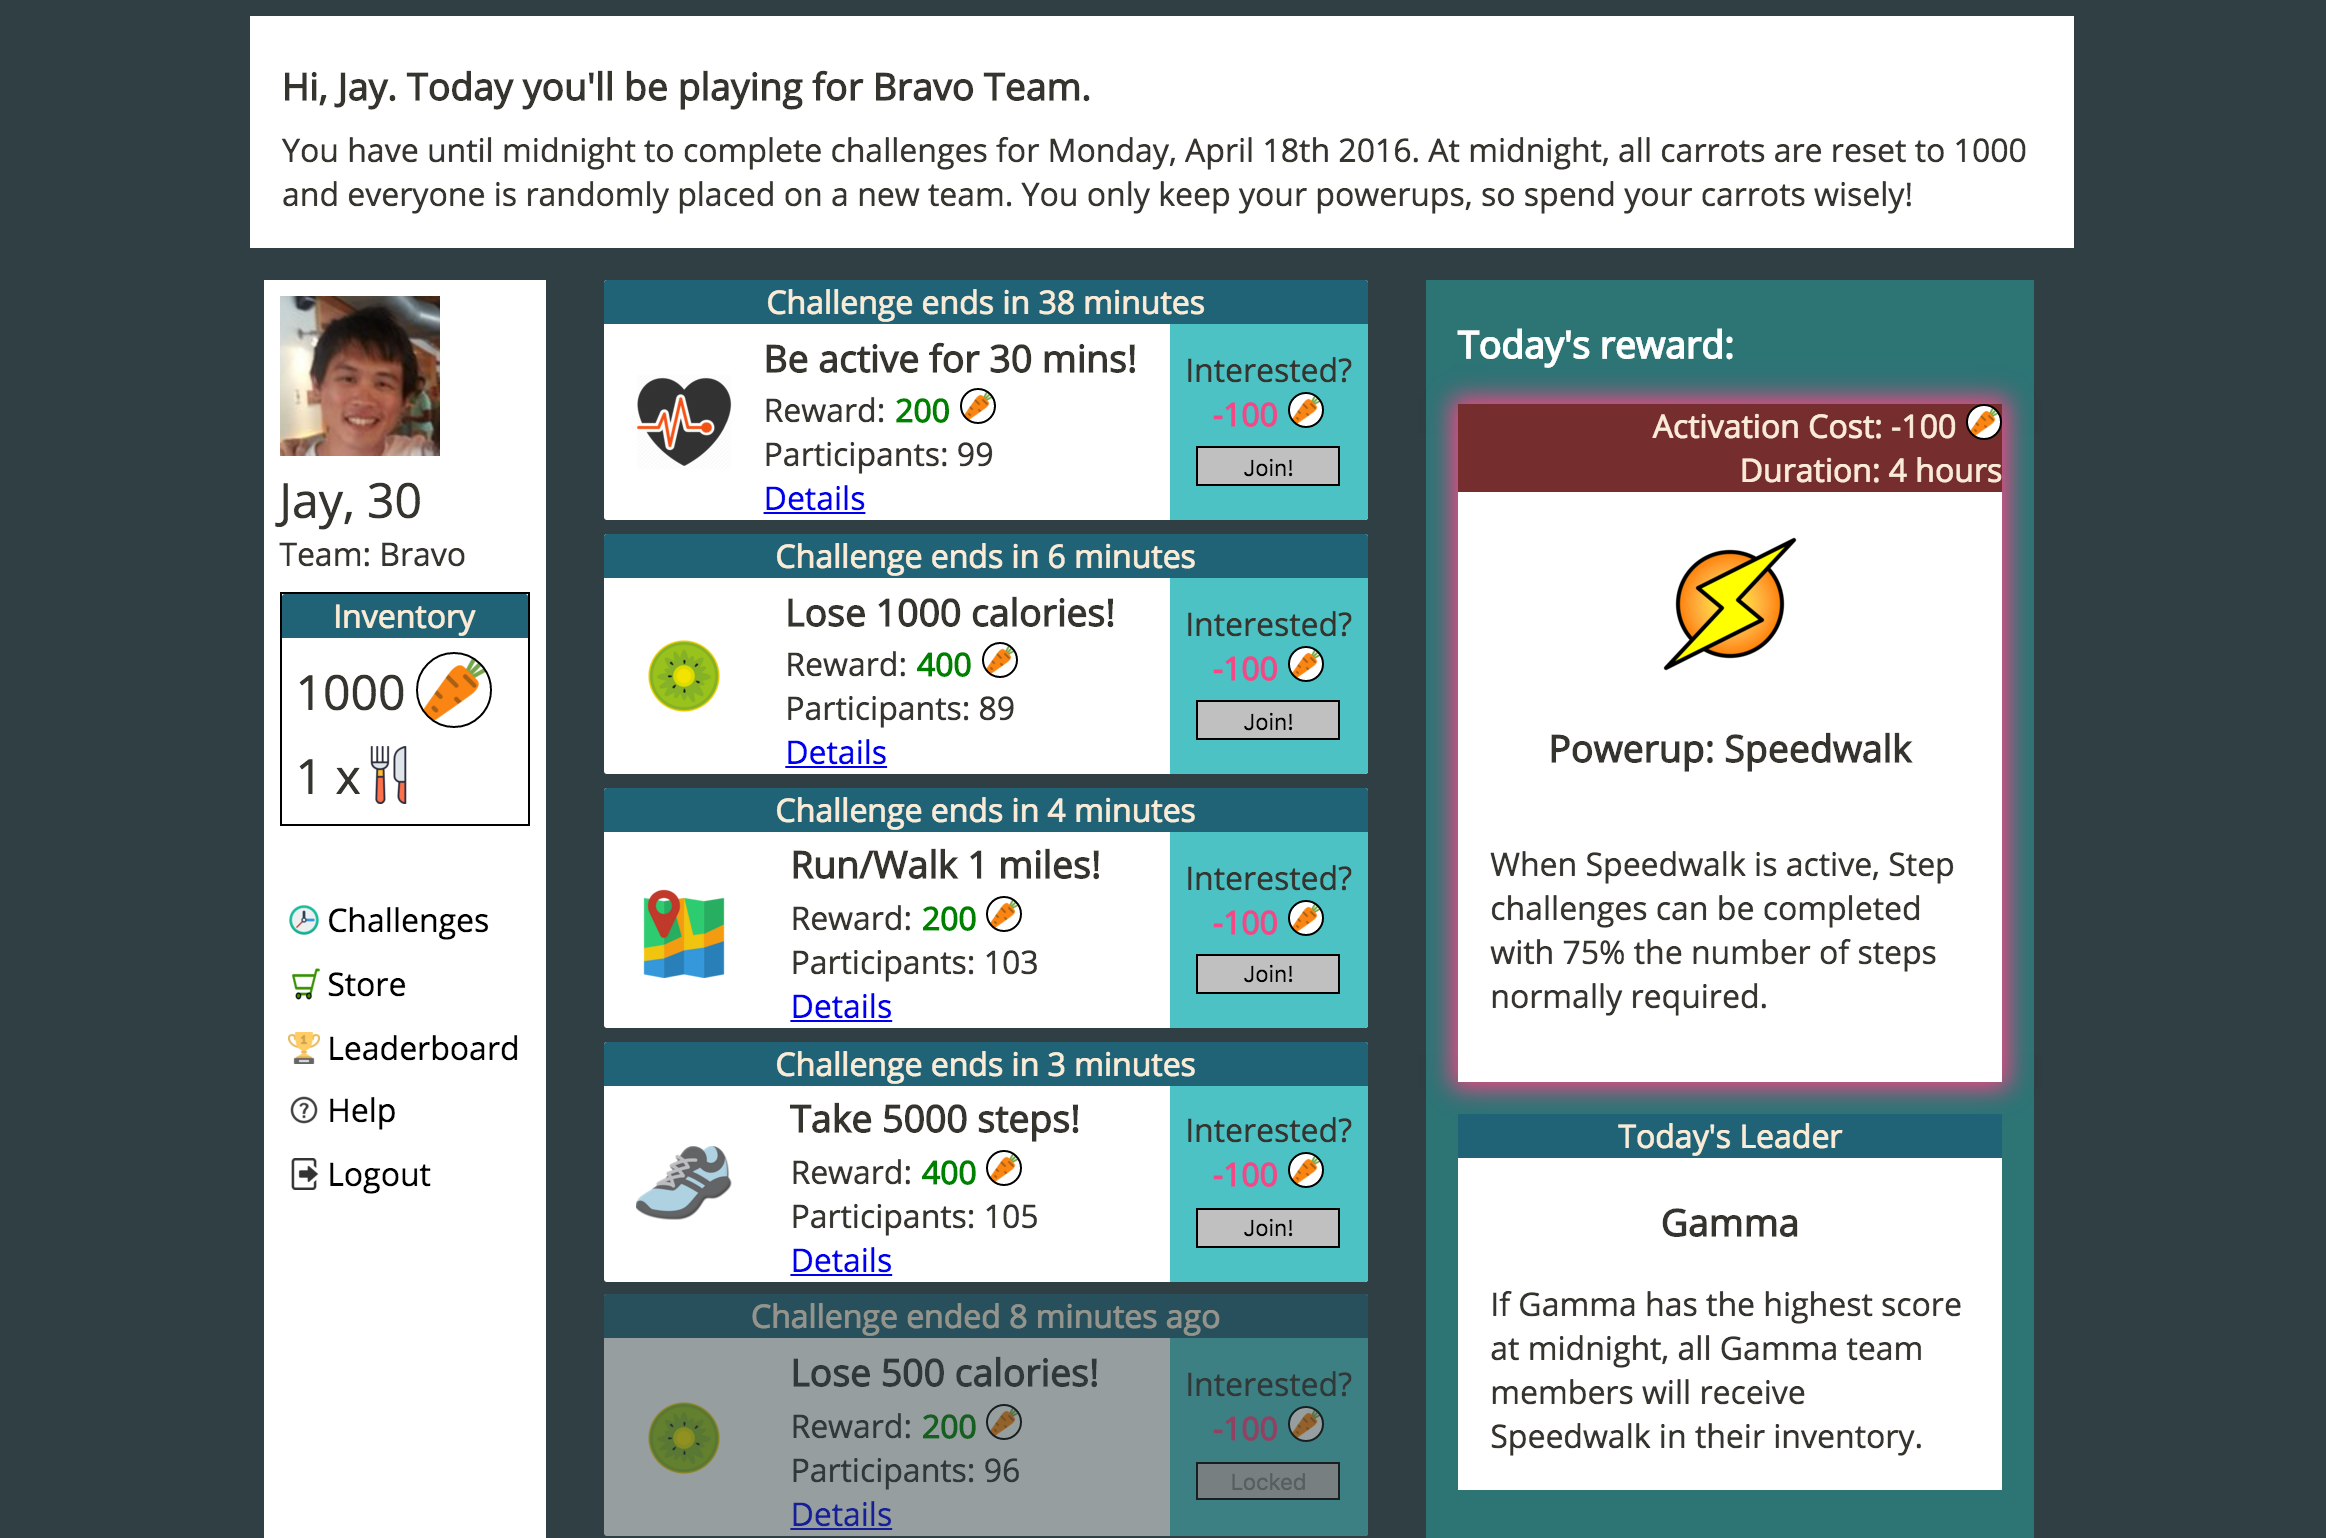 Hi, Jay. Today you'll be playing for Bravo Team.
You have until midnight to complete challenges for Monday, April 18th 2016. At midnight, all carrots are reset to 1000
and everyone is randomly placed on a new team. You only keep your powerups, so spend your carrots wisely!
Jay, 30
Team: Bravo
Inventory
1000
1 x
Challenges
Store
Leaderboard
Help
Logout
Challenge ends in 38 minutes
Be active for 30 mins!
Reward: 200
Participants: 99
Details
Interested?
-100
Join!
Challenge ends in 6 minutes
Lose 1000 calories!
Reward: 400
Participants: 89
Details
Interested?
-100
Join!
Challenge ends in 4 minutes
Run/Walk 1 miles!
Reward: 200
Participants: 103
Details
Interested?
-100
Join!
Challenge ends in 3 minutes
Take 5000 steps!
Reward: 400
Participants: 105
Details
Interested?
-100
Join!
Challenge ended 8 minutes ago
Lose 500 calories!
Reward: 200
Participants: 96
Details
Interested?
-100
Locked
Today's reward:
Activation Cost: -100
Duration: 4 hours
Powerup: Speedwalk
When Speedwalk is active, Step
challenges can be completed
with 75% the number of steps
normally required.
Today's Leader
Gamma
If Gamma has the highest score
at midnight, all Gamma team
members will receive
Speedwalk in their inventory.